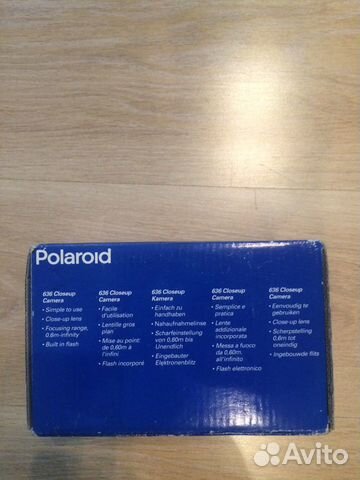 Polaroid
636 Closeup
Camera
• Simple to use
• Close-up lens
• Focusing range,
0,6m-infinity
• Built in flash
636 Closeup
Camera
• Facile
d'utilisation
• Lentille gros
plan
• Mise au point
de 0,60m à
l'infini
• Flash incorporé
636 Closeup
Kamera
• Einfach zu
handhaben
• Nahaufnahmelinse
• Scharfeinstellung
von 0,60m bis
Unendlich
• Eingebauter
Elektronenblitz
636 Closeup
Camera
• Semplice e
pratica
• Lente
addizionale
incorporata
• Messa a fuoco
da 0,60m.
all'infinito
• Flash elettronico
636 Closeup
Camera
• Eenvoudig te
gebruiken
• Close-up lens
• Scherpstelling
0,6m tot
oneindig
• Ingebouwde flits
Avito